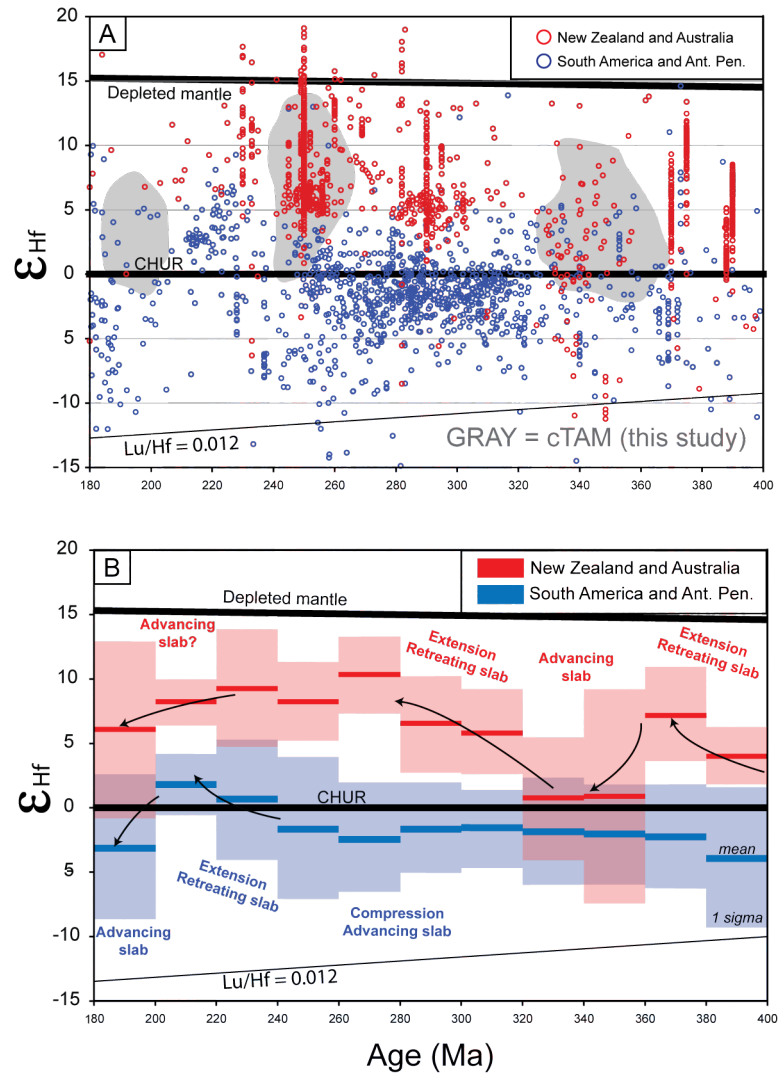 A
New Zealand and Australia
South America and Ant. Pen.
20
15
10
5
0
5
-10
-15
εHf
Depleted mantle
CHUR
Lu/Hf = 0.012
GRAY = cTAM (this study)
180 200 220 240 260 280 300 320 340 360 380 400
B
New Zealand and Australia
South America and Ant. Pen.
20
15
10
5
0
5
-10
-15
εHf
Depleted mantle
Advancing
slab?
Extension
Retreating slab
Advancing
slab
Extension
Retreating slab
CHUR
mean
1 sigma
Extension
Retreating slab
Compression
Advancing slab
Advancing
slab
Lu/Hf = 0.012
180 200 220 240 260 280 300 320 340 360 380 400
Age (Ma)